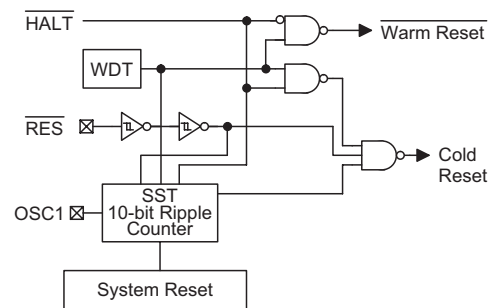 HALT
Warm Reset
WDT
RES
Cold
Reset
SST
10-bit Ripple
Counter
OSC1
System Reset